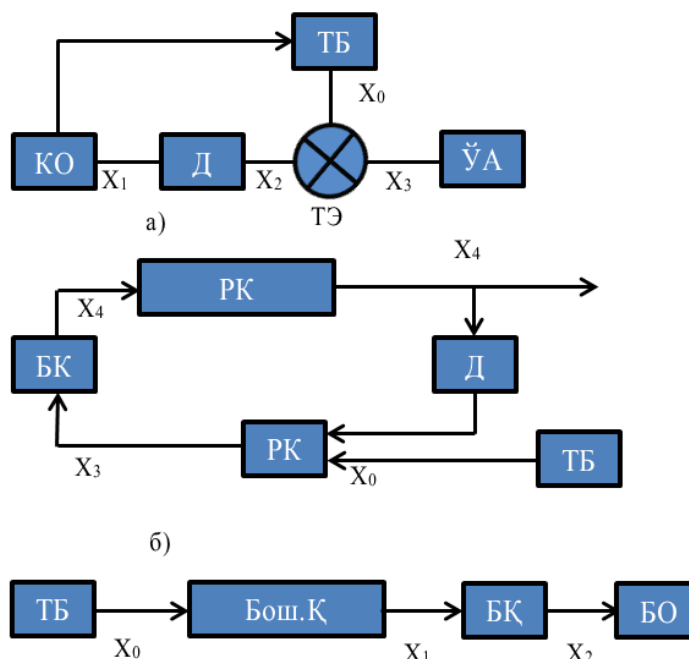 ТБ
X₀
КО X₁ Д X₂ X₃ ЎА
ТЭ
а)
X₄
РК
X₄
БК Д
РК
X₃ X₀ ТБ
б)
ТБ Бош.Қ БҚ БО
X₀ X₁ X₂